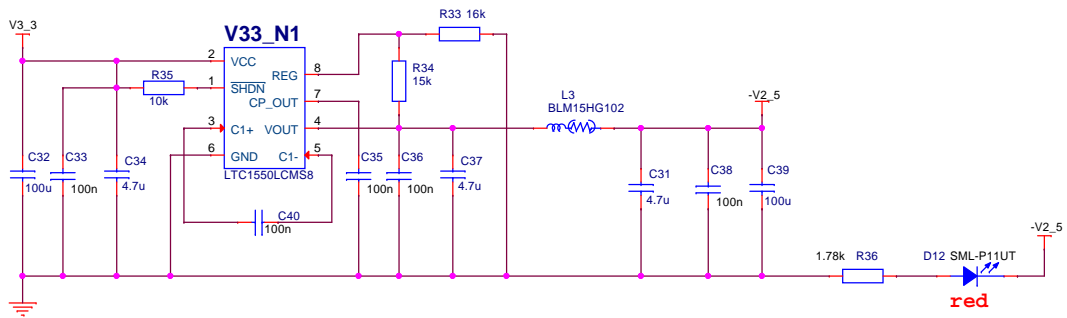 V3_3
V33_N1
R33 16k
2
VCC
REG
8
R34
15k
R35
10k
1
SHDN
CP_OUT
7
L3
BLM15HG102
-V2_5
3
C1+
VOUT
4
6
GND
C1-
5
LTC1550LCMS8
C32
100u
C33
100n
C34
4.7u
C35
100n
C36
100n
C37
4.7u
C31
4.7u
C38
100n
C39
100u
C40
100n
-V2_5
1.78k
R36
D12
SML-P11UT
red